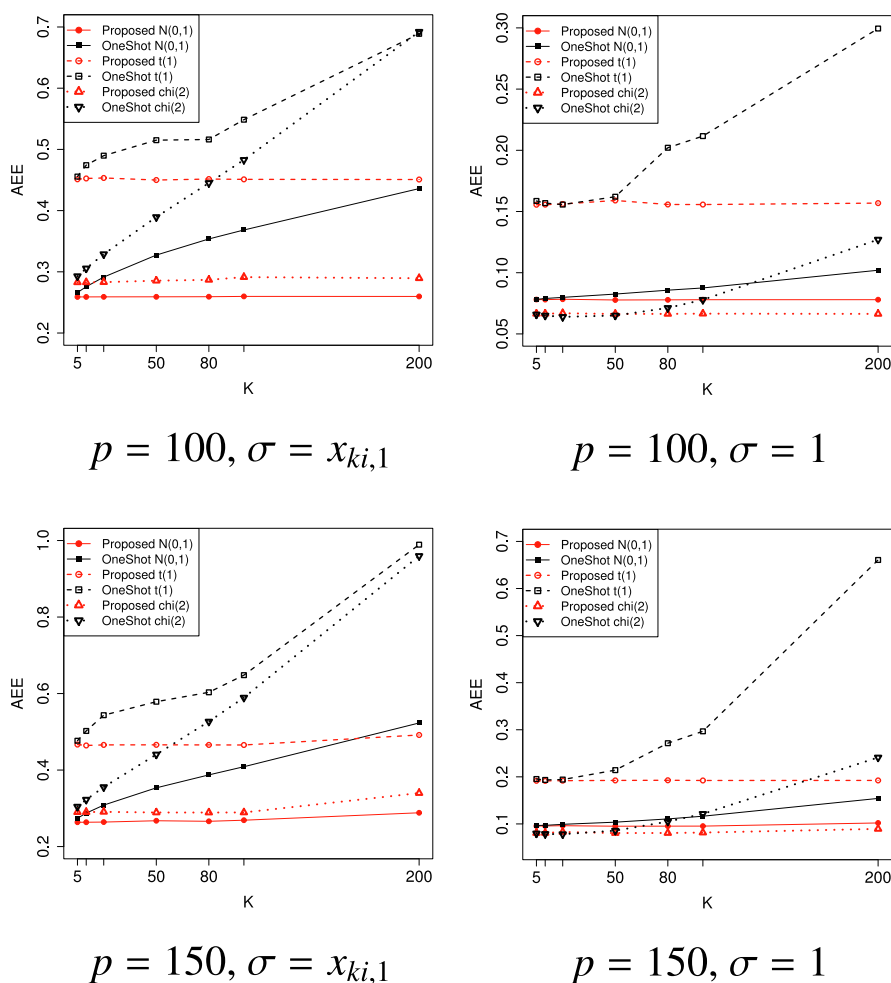 Proposed N(0,1)
OneShot N(0,1)
Proposed t(1)
OneShot t(1)
Proposed chi(2)
OneShot chi(2)
0.2
0.3
0.4
0.5
0.6
0.7
AEE
5
50
80
200
K
p = 100, σ = x_{ki,1}
Proposed N(0,1)
OneShot N(0,1)
Proposed t(1)
OneShot t(1)
Proposed chi(2)
OneShot chi(2)
0.05
0.10
0.15
0.20
0.25
0.30
AEE
5
50
80
200
K
p = 100, σ = 1
Proposed N(0,1)
OneShot N(0,1)
Proposed t(1)
OneShot t(1)
Proposed chi(2)
OneShot chi(2)
0.2
0.4
0.6
0.8
1.0
AEE
5
50
80
200
K
p = 150, σ = x_{ki,1}
Proposed N(0,1)
OneShot N(0,1)
Proposed t(1)
OneShot t(1)
Proposed chi(2)
OneShot chi(2)
0.1
0.2
0.3
0.4
0.5
0.6
0.7
AEE
5
50
80
200
K
p = 150, σ = 1